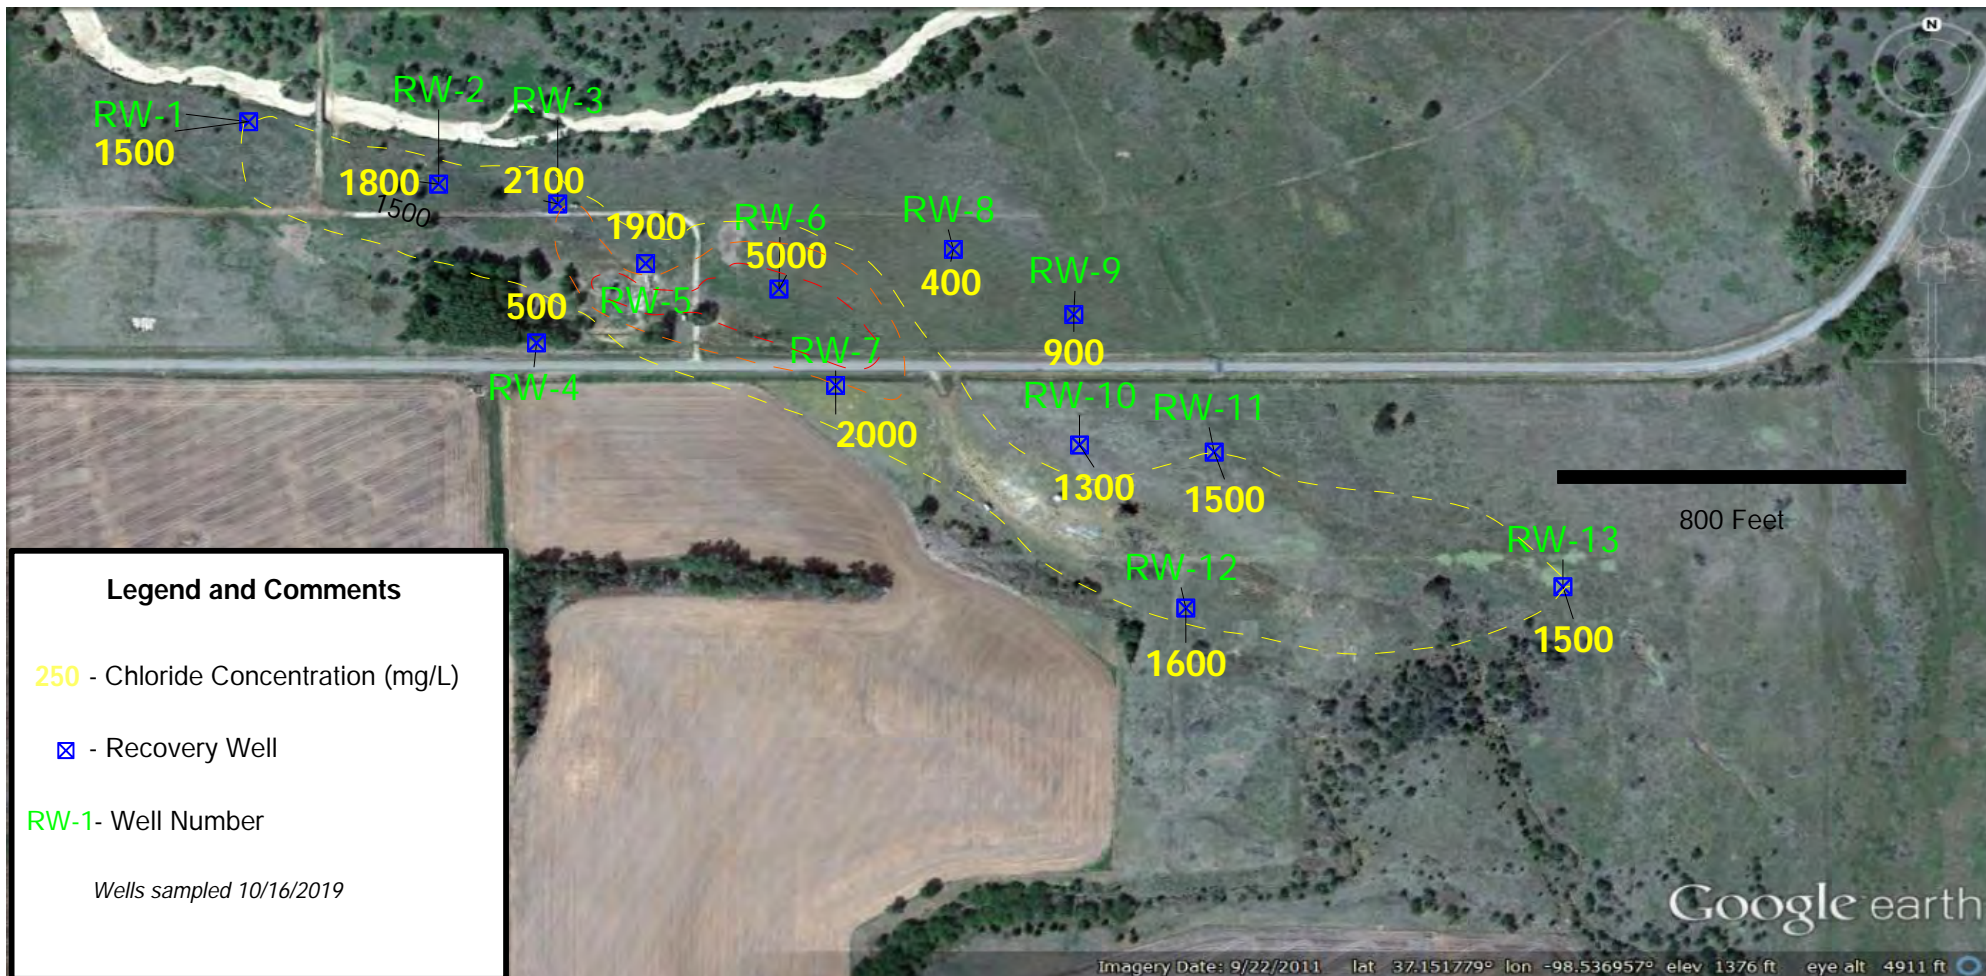 N
RW-1
1500
RW-2
1800
1500
RW-3
2100
1900
RW-5
RW-6
5000
RW-8
400
RW-9
900
500
RW-4
RW-7
2000
RW-10
1300
RW-11
1500
RW-12
1600
RW-13
1500
800 Feet
Legend and Comments
250 - Chloride Concentration (mg/L)
- Recovery Well
RW-1- Well Number
Wells sampled 10/16/2019
Google earth
Imagery Date: 9/22/2011 lat 37.151779° lon -98.536957° elev 1376 ft eye alt 4911 ft